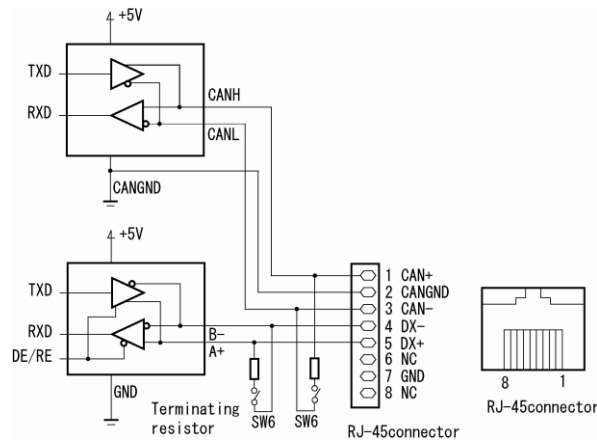 +5V
TXD
RXD
CANH
CANL
CANGND
+5V
TXD
RXD
DE/RE
B-
A+
GND
Terminating
resistor
SW6
SW6
1 CAN+
2 CANGND
3 CAN-
4 DX-
5 DX+
6 NC
7 GND
8 NC
RJ-45connector
8
1
RJ-45connector